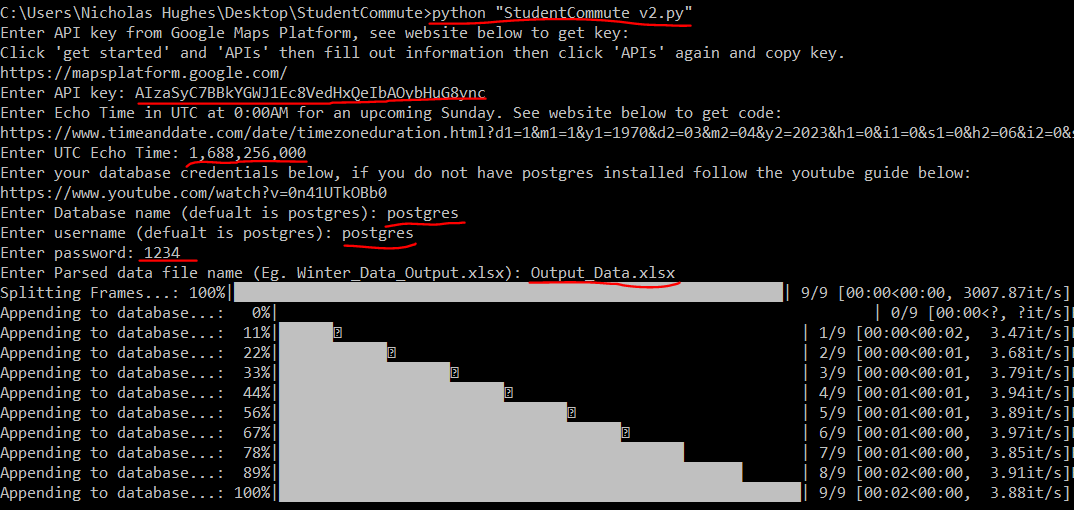 C:\Users\Nicholas Hughes\Desktop\StudentCommute>python "StudentCommute v2.py"
Enter API key from Google Maps Platform, see website below to get key:
Click 'get started' and 'APIs' then fill out information then click 'APIs' again and copy key.
https://mapsplatform.google.com/
Enter API key: AIzaSyC7BBkYGWJ1Ec8VedHxQeIbAOvbHuG8ync
Enter Echo Time in UTC at 0:00AM for an upcoming Sunday. See website below to get code:
https://www.timeanddate.com/date/timezoneduration.html?d1=1&m1=1&y1=1970&d2=03&m2=04&y2=2023&h1=0&i1=0&s1=0&h2=06&i2=0&s
Enter UTC Echo Time: 1,688,256,000
Enter your database credentials below, if you do not have postgres installed follow the youtube guide below:
https://www.youtube.com/watch?v=0n41UTkOBb0
Enter Database name (defualt is postgres): postgres
Enter username (defualt is postgres): postgres
Enter password: 1234
Enter Parsed data file name (Eg. Winter_Data_Output.xlsx): Output_Data.xlsx
Splitting Frames...: 100%| | 9/9 [00:00<00:00, 3007.87it/s]
Appending to database...: 0%| | 0/9 [00:00<?, ?it/s]
Appending to database...: 11%| | 1/9 [00:00<00:02, 3.47it/s]
Appending to database...: 22%| | 2/9 [00:00<00:01, 3.68it/s]
Appending to database...: 33%| | 3/9 [00:00<00:01, 3.79it/s]
Appending to database...: 44%| | 4/9 [00:01<00:01, 3.94it/s]
Appending to database...: 56%| | 5/9 [00:01<00:01, 3.89it/s]
Appending to database...: 67%| | 6/9 [00:01<00:00, 3.97it/s]
Appending to database...: 78%| | 7/9 [00:01<00:00, 3.85it/s]
Appending to database...: 89%| | 8/9 [00:02<00:00, 3.91it/s]
Appending to database...: 100%| | 9/9 [00:02<00:00, 3.88it/s]